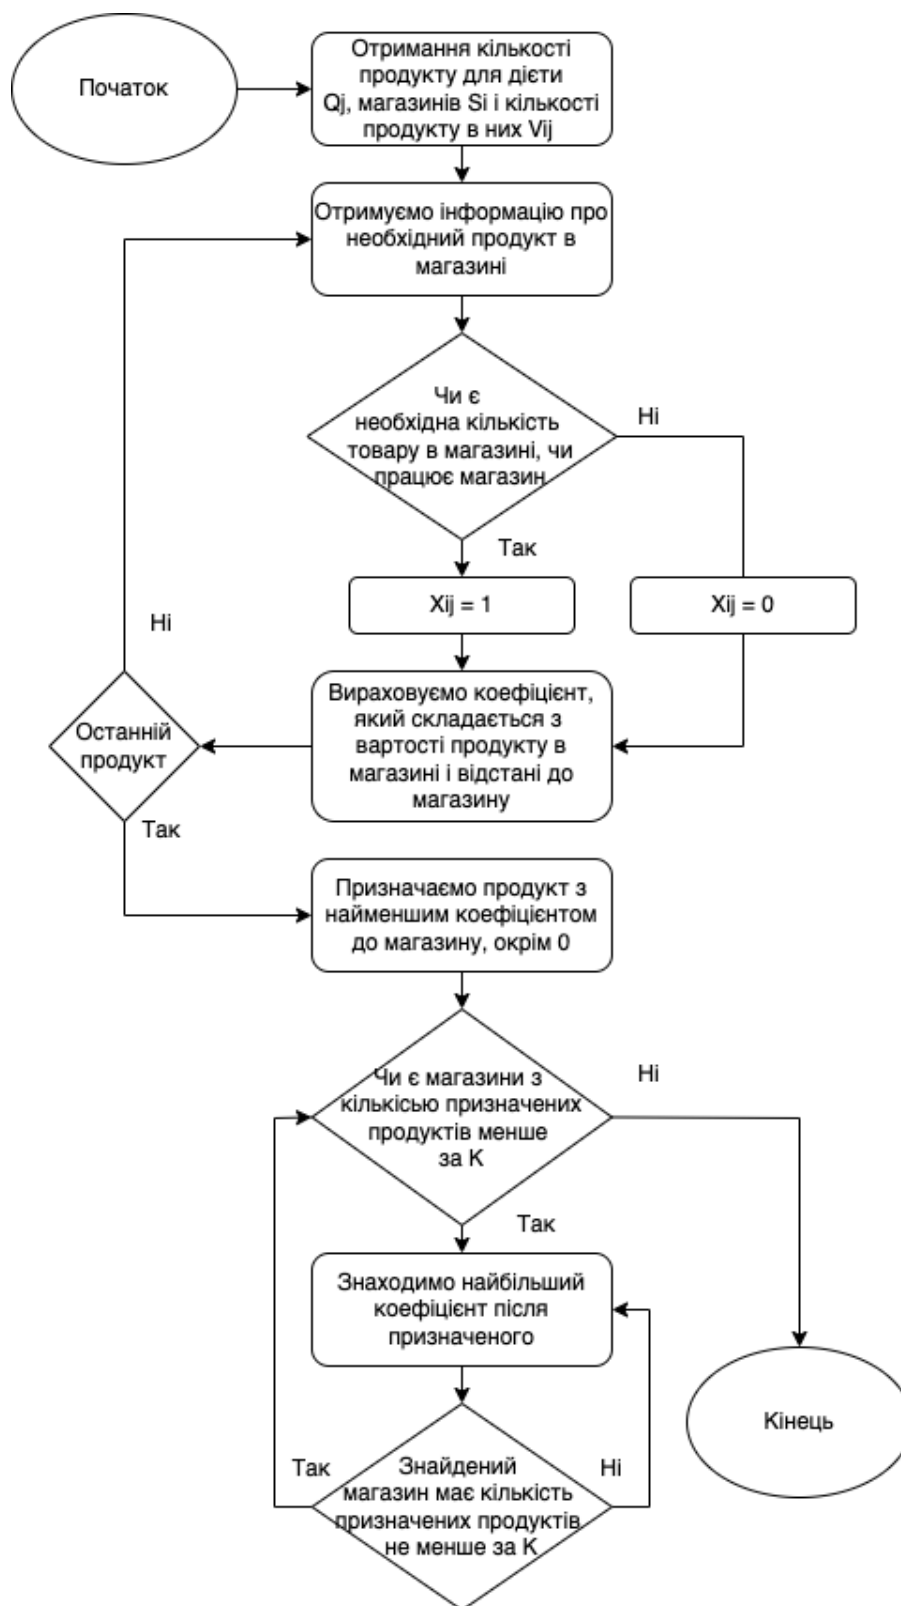 Початок
Отримання кількості
продукту для дієти
Qj, магазинів Si і кількості
продукту в них Vij
Отримуємо інформацію про
необхідний продукт в
магазині
Чи є
необхідна кількість
товару в магазині, чи
працює магазин
Ні
Так
Xij = 1
Xij = 0
Ні
Вираховуємо коефіцієнт,
який складається з
вартості продукту в
магазині і відстані до
магазину
Останній
продукт
Так
Призначаємо продукт з
найменшим коефіцієнтом
до магазину, окрім 0
Чи є магазини з
кількісью призначених
продуктів менше
за K
Ні
Так
Знаходимо найбільший
коефіцієнт після
призначеного
Кінець
Так
Знайдений
магазин має кількість
призначених продуктів
не менше за K
Ні